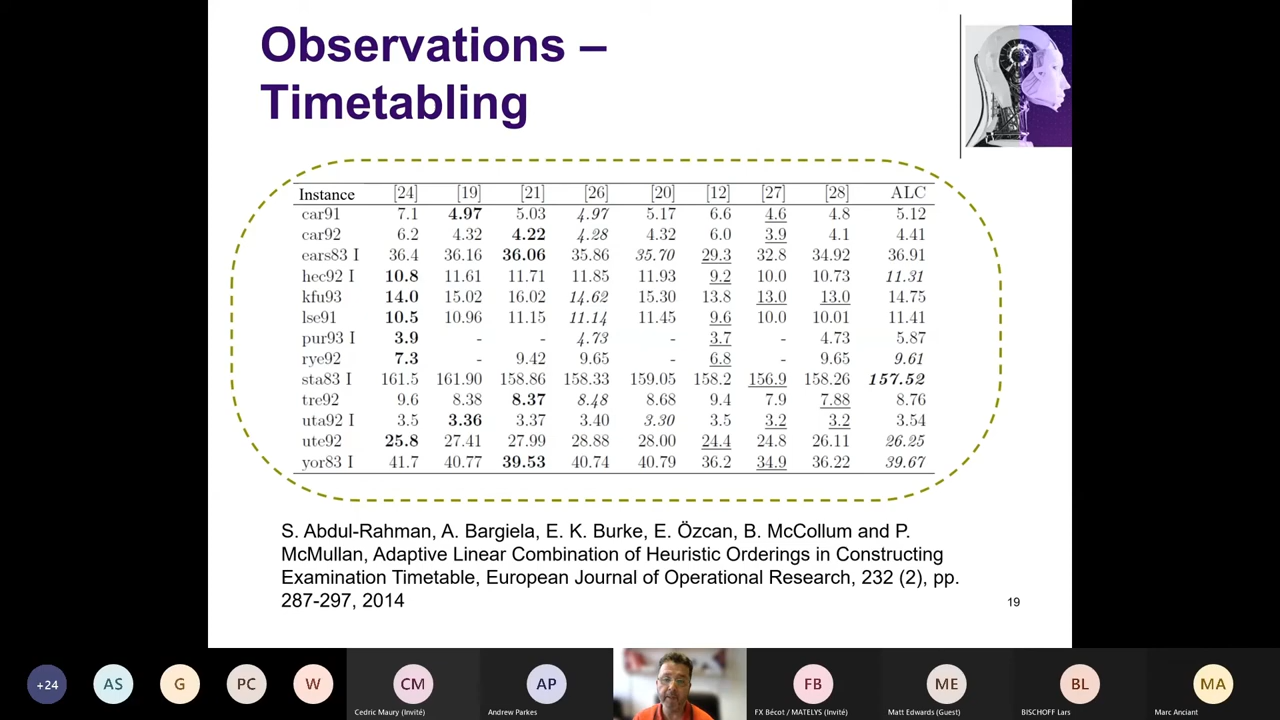 Observations –
Timetabling
Instance [24] [19] [21] [26] [20] [12] [27] [28] ALC
car91 7.1 4.97 5.03 4.97 5.17 6.6 4.6 4.8 5.12
car92 6.2 4.32 4.22 4.28 4.32 6.0 3.9 4.1 4.41
ears83 I 36.4 36.16 36.06 35.86 35.70 29.3 32.8 34.92 36.91
hec92 I 10.8 11.61 11.71 11.85 11.93 9.2 10.0 10.73 11.31
kfu93 14.0 15.02 16.02 14.62 15.30 13.8 13.0 13.0 14.75
lse91 10.5 10.96 11.15 11.14 11.45 9.6 10.0 10.01 11.41
pur93 I 3.9 - - 4.73 - 3.7 - 4.73 5.87
rye92 7.3 - 9.42 9.65 - 6.8 - 9.65 9.61
sta83 I 161.5 161.90 158.86 158.33 159.05 158.2 156.9 158.26 157.52
tre92 9.6 8.38 8.37 8.48 8.68 9.4 7.9 7.88 8.76
uta92 I 3.5 3.36 3.37 3.40 3.30 3.5 3.2 3.2 3.54
ute92 25.8 27.41 27.99 28.88 28.00 24.4 24.8 26.11 26.25
yor83 I 41.7 40.77 39.53 40.74 40.79 36.2 34.9 36.22 39.67
S. Abdul-Rahman, A. Bargiela, E. K. Burke, E. Özcan, B. McCollum and P.
McMullan, Adaptive Linear Combination of Heuristic Orderings in Constructing
Examination Timetable, European Journal of Operational Research, 232 (2), pp.
287-297, 2014
19
+24 AS G PC W CM AP FB ME BL MA
Cedric Maury (Invité) Andrew Parkes FX Bécot / MATELYS (Invité) Matt Edwards (Guest) BISCHOFF Lars Marc Anciant